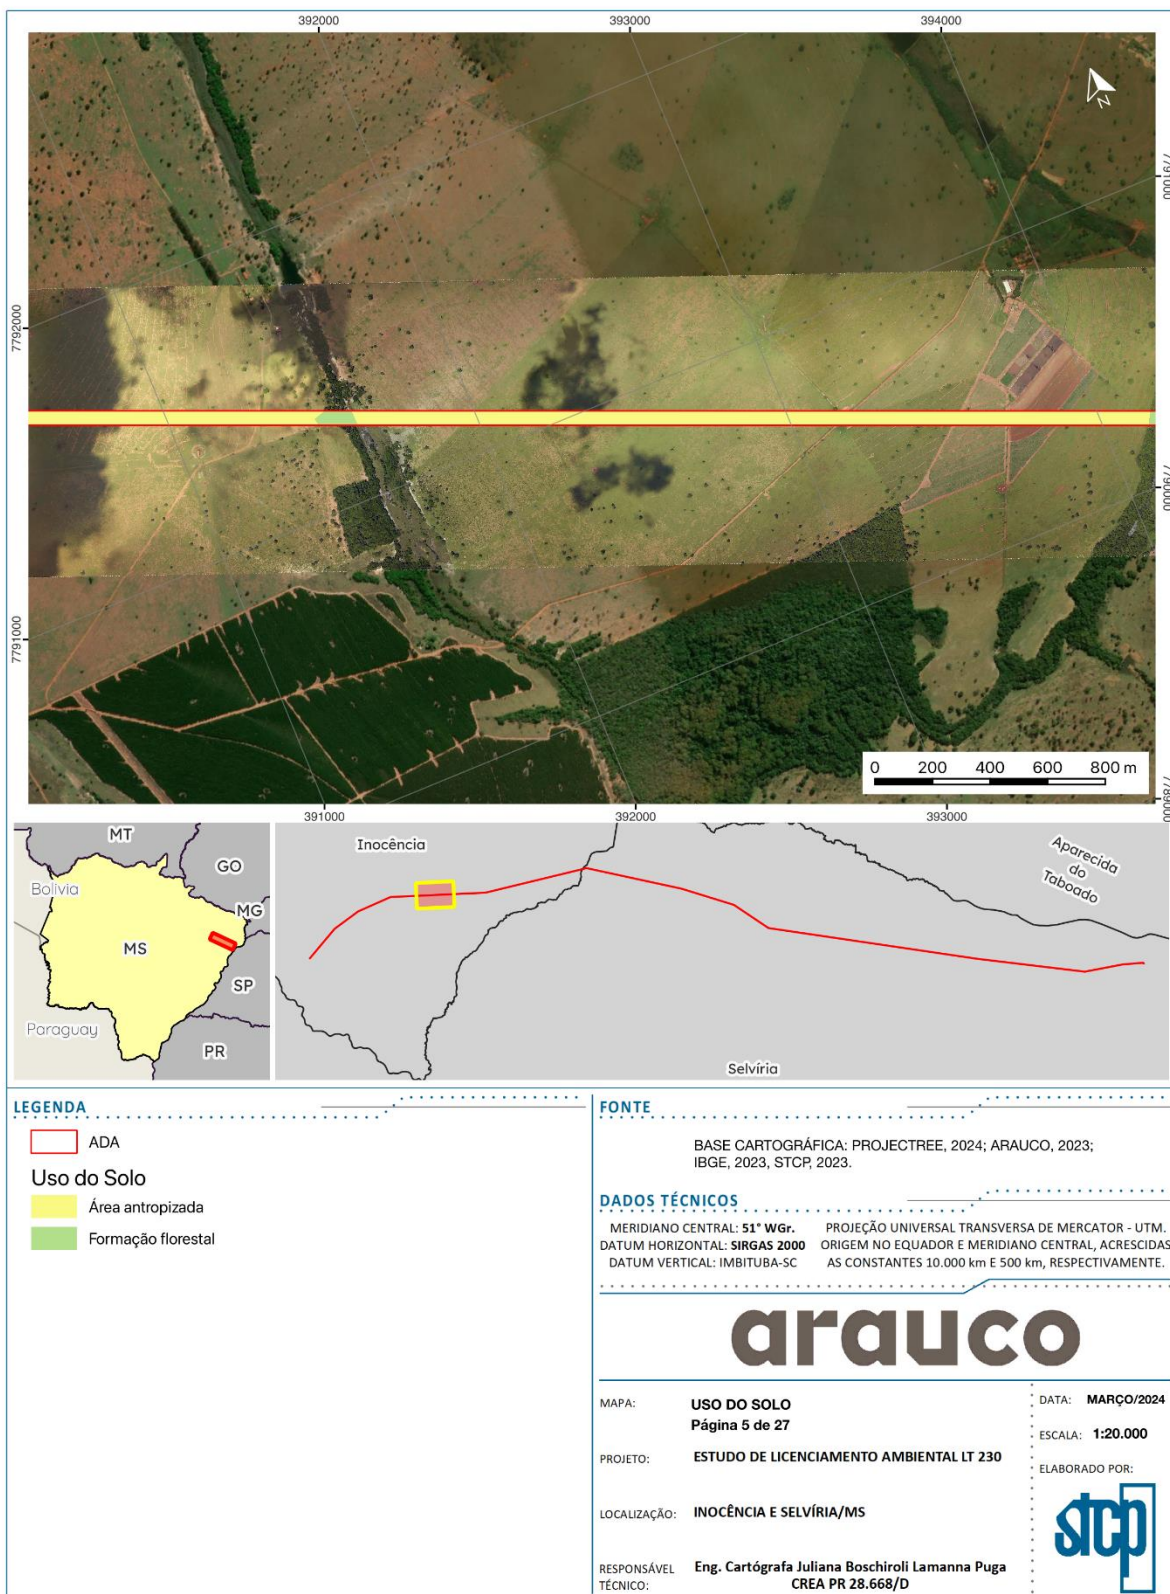 392000
393000
394000
N
7791000
7792000
7790000
7791000
7789000
0 200 400 600 800 m
391000
392000
393000
MT
GO
Bolivia
MG
MS
SP
Paraguay
PR
Inocência
Aparecida
do
Taboado
Selvíria
LEGENDA
ADA
Uso do Solo
Área antropizada
Formação florestal
FONTE
BASE CARTOGRÁFICA: PROJECTREE, 2024; ARAUCO, 2023;
IBGE, 2023, STCP, 2023.
DADOS TÉCNICOS
MERIDIANO CENTRAL: 51° WGr.
DATUM HORIZONTAL: SIRGAS 2000
DATUM VERTICAL: IMBITUBA-SC
PROJEÇÃO UNIVERSAL TRANSVERSA DE MERCATOR - UTM.
ORIGEM NO EQUADOR E MERIDIANO CENTRAL, ACRESCIDAS
AS CONSTANTES 10.000 km E 500 km, RESPECTIVAMENTE.
arauco
MAPA: USO DO SOLO
Página 5 de 27
PROJETO: ESTUDO DE LICENCIAMENTO AMBIENTAL LT 230
LOCALIZAÇÃO: INOCÊNCIA E SELVÍRIA/MS
RESPONSÁVEL
TÉCNICO:
Eng. Cartógrafa Juliana Boschiroli Lamanna Puga
CREA PR 28.668/D
DATA: MARÇO/2024
ESCALA: 1:20.000
ELABORADO POR:
stcp